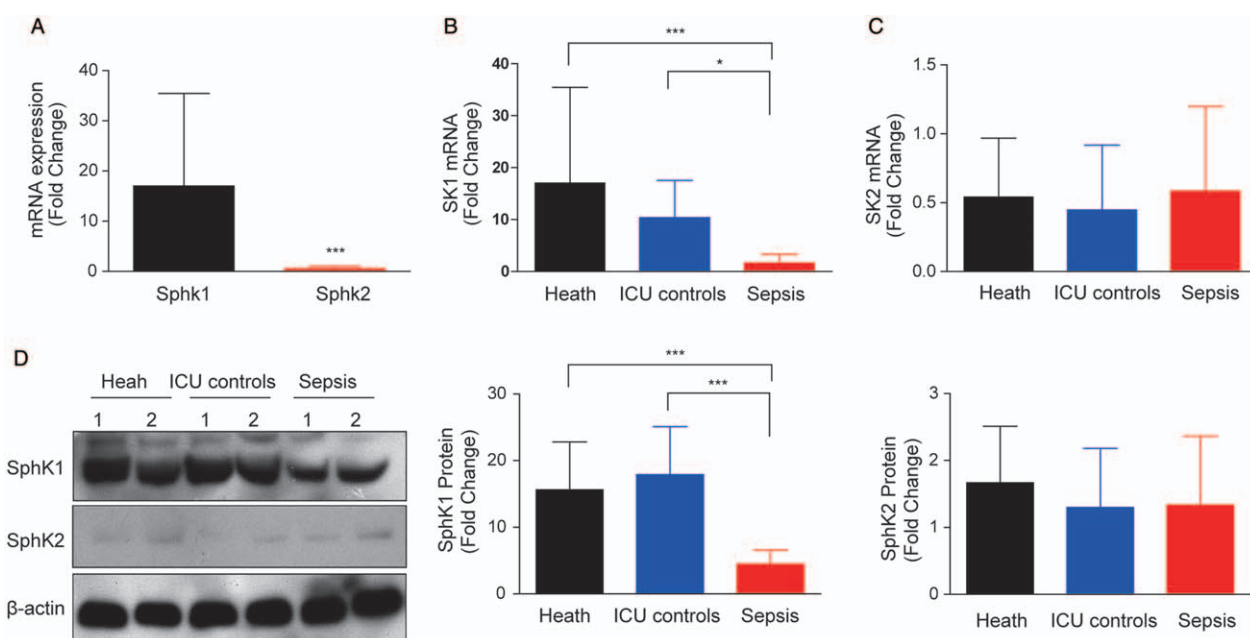 A
mRNA expression
(Fold Change)
40
30
20
10
0
***
Sphk1
Sphk2
B
SK1 mRNA
(Fold Change)
40
30
20
10
0
***
*
Heath
ICU controls
Sepsis
C
SK2 mRNA
(Fold Change)
1.5
1.0
0.5
0.0
Heath
ICU controls
Sepsis
D
Heah ICU controls Sepsis
1 2 1 2 1 2
SphK1
SphK2
β-actin
SphK1 Protein
(Fold Change)
30
20
10
0
***
***
Heath
ICU controls
Sepsis
SphK2 Protein
(Fold Change)
3
2
1
0
Heath
ICU controls
Sepsis